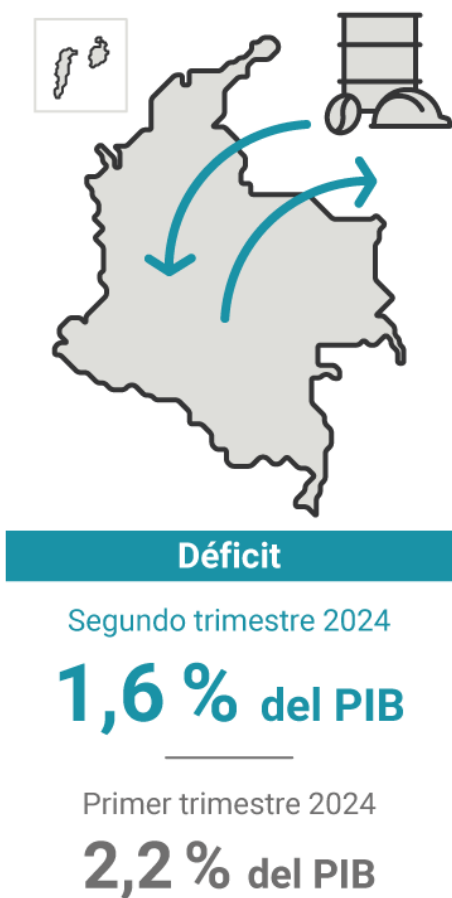 Déficit
Segundo trimestre 2024
1,6 % del PIB
Primer trimestre 2024
2,2 % del PIB